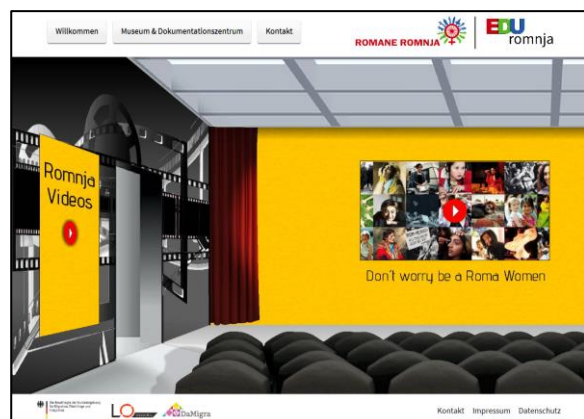 Willkommen
Museum & Dokumentationszentrum
Kontakt
ROMANE ROMNJA
EDU
romnja
Romnja
Videos
Don't worry be a Roma Women
LO
DaMigra
Kontakt Impressum Datenschutz